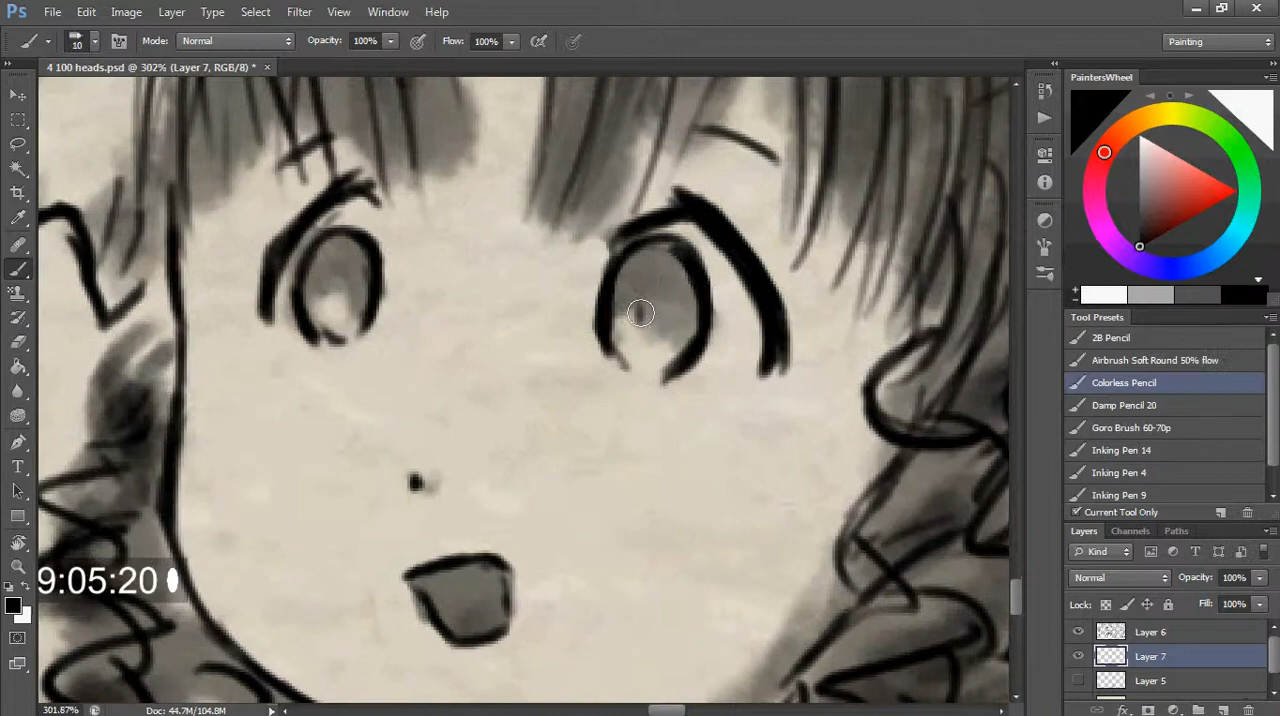 Ps File Edit Image Layer Type Select Filter View Window Help
10 Mode: Normal Opacity: 100% Flow: 100% Painting
4 100 heads.psd @ 302% (Layer 7, RGB/8) * ×
PaintersWheel
Tool Presets
2B Pencil
Airbrush Soft Round 50% flow
Colorless Pencil
Damp Pencil 20
Goro Brush 60-70p
Inking Pen 14
Inking Pen 4
Inking Pen 9
Current Tool Only
Layers Channels Paths
Kind
Normal Opacity: 100%
Lock: Fill: 100%
Layer 6
Layer 7
Layer 5
9:05:20
301.87% Doc: 44.7M/104.8M